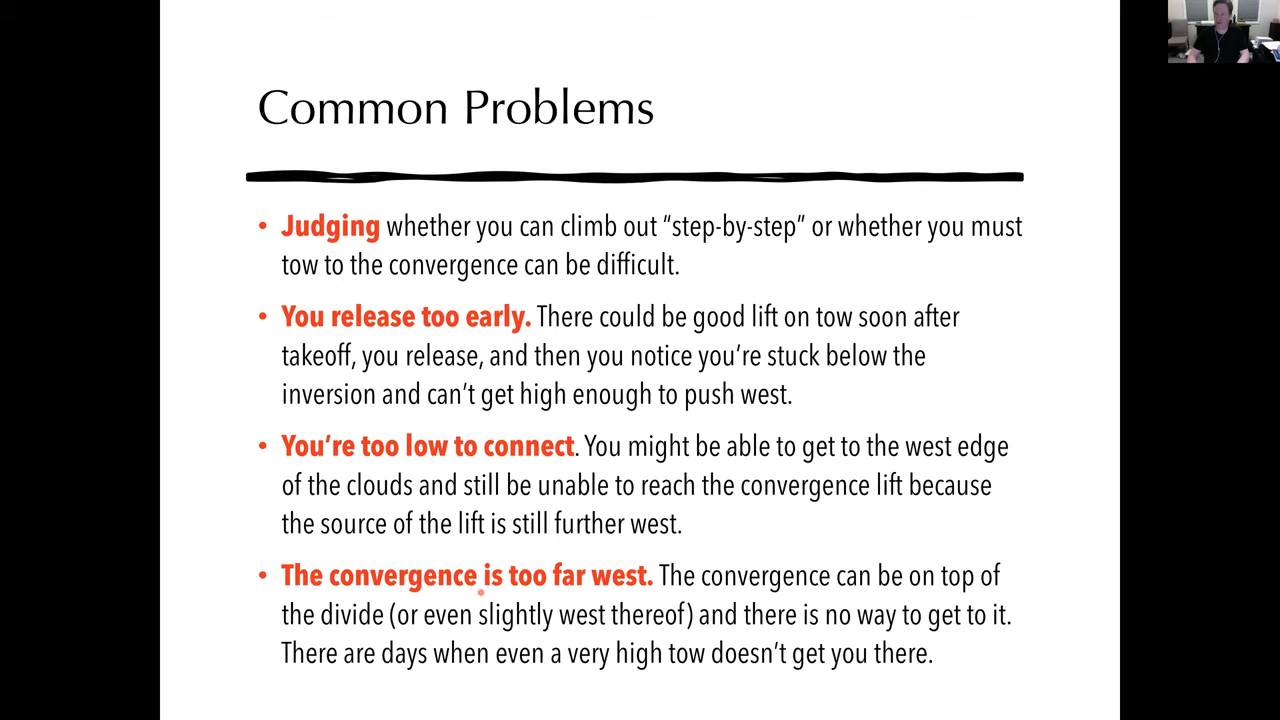 Common Problems
• Judging whether you can climb out “step-by-step” or whether you must
tow to the convergence can be difficult.
• You release too early. There could be good lift on tow soon after
takeoff, you release, and then you notice you’re stuck below the
inversion and can’t get high enough to push west.
• You’re too low to connect. You might be able to get to the west edge
of the clouds and still be unable to reach the convergence lift because
the source of the lift is still further west.
• The convergence is too far west. The convergence can be on top of
the divide (or even slightly west thereof) and there is no way to get to it.
There are days when even a very high tow doesn’t get you there.